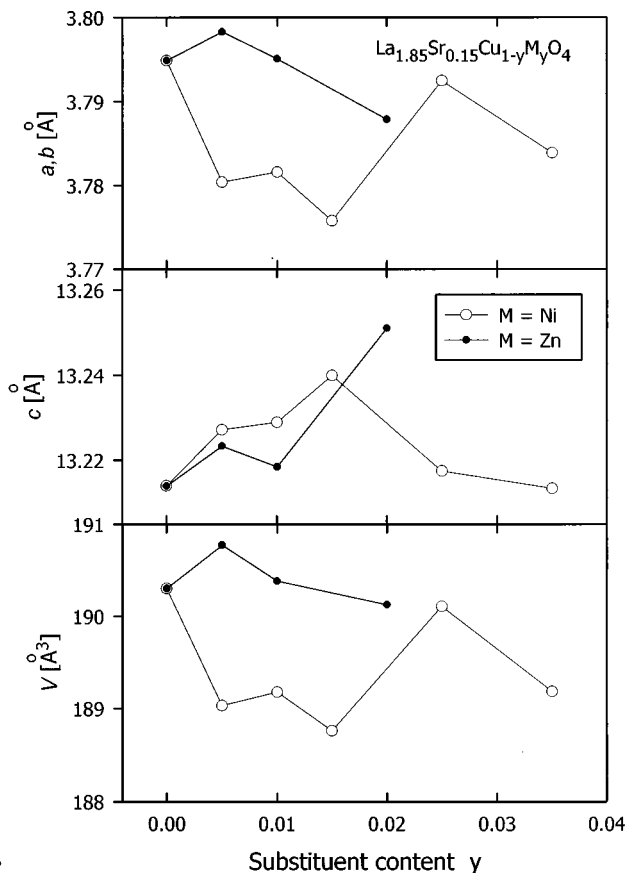 La1.85Sr0.15Cu1-yMyO4
3.80
3.79
3.78
3.77
a,b [Å]
13.26
13.24
13.22
c [Å]
M = Ni
M = Zn
191
190
189
188
V [Å3]
0.00 0.01 0.02 0.03 0.04
Substituent content y